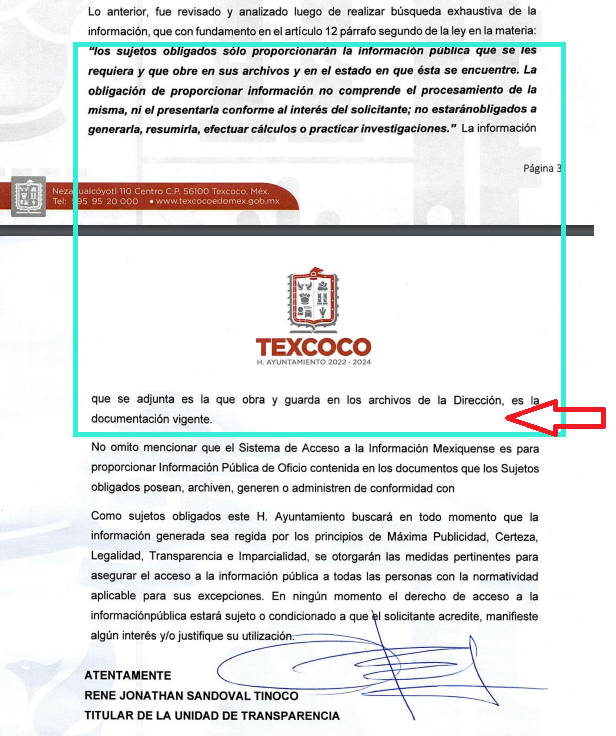 Lo anterior, fue revisado y analizado luego de realizar búsqueda exhaustiva de la
información, que con fundamento en el artículo 12 párrafo segundo de la ley en la materia:
“los sujetos obligados sólo proporcionarán la información pública que se les
requiera y que obre en sus archivos y en el estado en que ésta se encuentre. La
obligación de proporcionar información no comprende el procesamiento de la
misma, ni el presentarla conforme al interés del solicitante; no estaránobligados a
generarla, resumirla, efectuar cálculos o practicar investigaciones.” La información
Página 3
Nezahualcóyotl 110 Centro C.P. 56100 Texcoco, Méx.
Tel: 595 95 20 000 • www.texcocoedomex.gob.mx
TEXCOCO
H. AYUNTAMIENTO 2022 - 2024
que se adjunta es la que obra y guarda en los archivos de la Dirección, es la
documentación vigente.
No omito mencionar que el Sistema de Acceso a la Información Mexiquense es para
proporcionar Información Pública de Oficio contenida en los documentos que los Sujetos
obligados posean, archiven, generen o administren de conformidad con
Como sujetos obligados este H. Ayuntamiento buscará en todo momento que la
información generada sea regida por los principios de Máxima Publicidad, Certeza,
Legalidad, Transparencia e Imparcialidad, se otorgarán las medidas pertinentes para
asegurar el acceso a la información pública a todas las personas con la normatividad
aplicable para sus excepciones. En ningún momento el derecho de acceso a la
informaciónpública estará sujeto o condicionado a que el solicitante acredite, manifieste
algún interés y/o justifique su utilización.
ATENTAMENTE
RENE JONATHAN SANDOVAL TINOCO
TITULAR DE LA UNIDAD DE TRANSPARENCIA